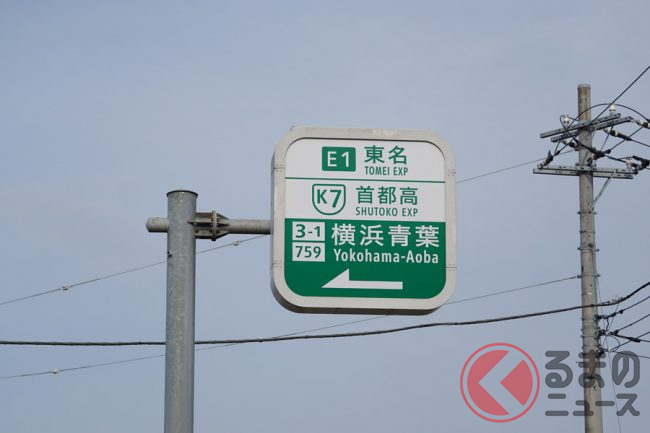 E1 東名
TOMEI EXP
K7 首都高
SHUTOKO EXP
3-1 横浜青葉
759 Yokohama-Aoba
くるまの
ニュース